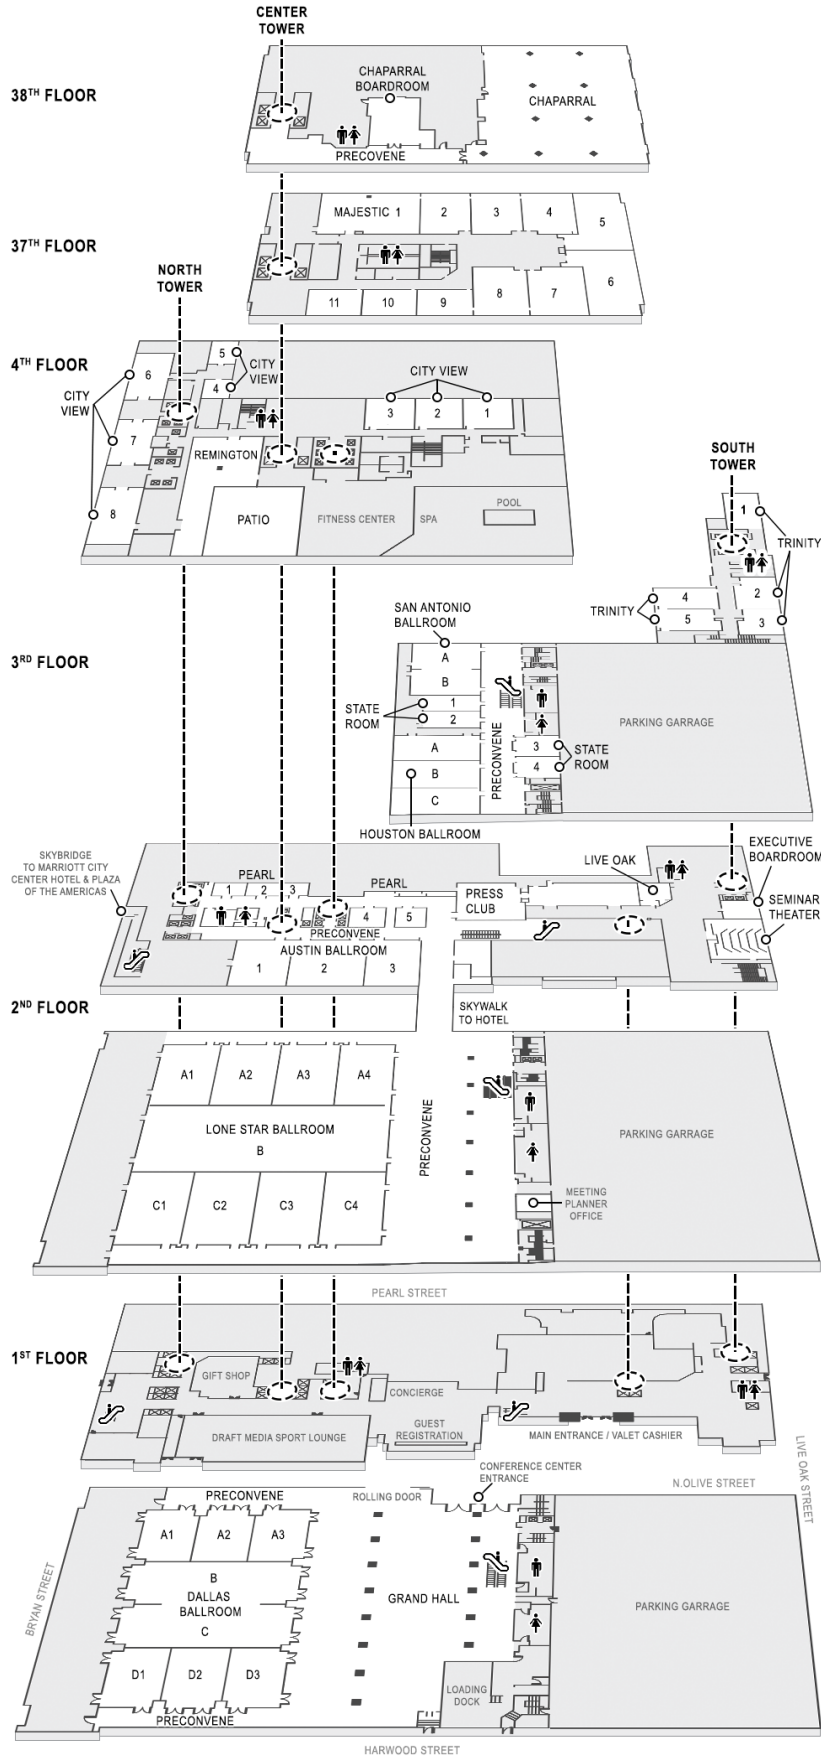 CENTER
TOWER
38TH FLOOR
CHAPARRAL
BOARDROOM
CHAPARRAL
PRECOVENE
37TH FLOOR
MAJESTIC 1
2
3
4
5
6
7
8
9
10
11
NORTH
TOWER
4TH FLOOR
5
CITY
VIEW
4
6
CITY
VIEW
7
8
CITY VIEW
3
2
1
REMINGTON
PATIO
FITNESS CENTER
SPA
POOL
SOUTH
TOWER
1
TRINITY
2
3
TRINITY
4
5
3RD FLOOR
SAN ANTONIO
BALLROOM
A
B
STATE
ROOM
1
2
A
B
C
HOUSTON BALLROOM
PRECONVENE
3
4
STATE
ROOM
PARKING GARRAGE
SKYBRIDGE
TO MARRIOTT CITY
CENTER HOTEL & PLAZA
OF THE AMERICAS
PEARL
1
2
3
PEARL
4
5
PRECONVENE
AUSTIN BALLROOM
1
2
3
PRESS
CLUB
LIVE OAK
EXECUTIVE
BOARDROOM
SEMINAR
THEATER
2ND FLOOR
SKYWALK
TO HOTEL
A1
A2
A3
A4
LONE STAR BALLROOM
B
C1
C2
C3
C4
PRECONVENE
MEETING
PLANNER
OFFICE
PARKING GARRAGE
PEARL STREET
1ST FLOOR
GIFT SHOP
CONCIERGE
DRAFT MEDIA SPORT LOUNGE
GUEST
REGISTRATION
MAIN ENTRANCE / VALET CASHIER
LIVE OAK STREET
N.OLIVE STREET
CONFERENCE CENTER
ENTRANCE
ROLLING DOOR
PRECONVENE
A1
A2
A3
B
DALLAS
BALLROOM
C
D1
D2
D3
PRECONVENE
GRAND HALL
LOADING
DOCK
PARKING GARRAGE
BRYAN STREET
HARWOOD STREET